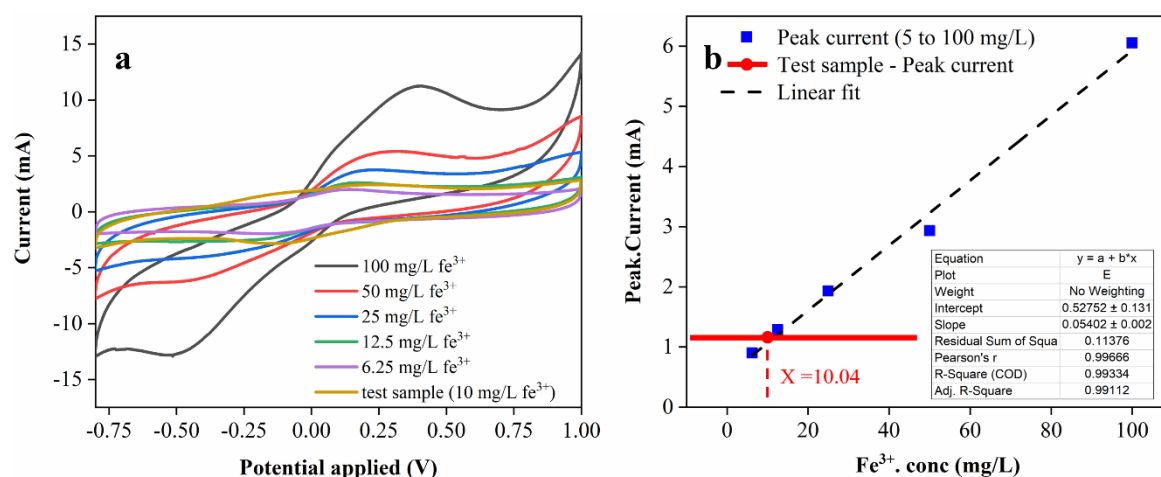 a
15
10
5
0
-5
-10
-15
Current (mA)
-0.75 -0.50 -0.25 0.00 0.25 0.50 0.75 1.00
Potential applied (V)
100 mg/L fe³⁺
50 mg/L fe³⁺
25 mg/L fe³⁺
12.5 mg/L fe³⁺
6.25 mg/L fe³⁺
test sample (10 mg/L fe³⁺)
b
6
5
4
3
2
1
0
Peak.Current (mA)
0 20 40 60 80 100
Fe³⁺. conc (mg/L)
Peak current (5 to 100 mg/L)
Test sample - Peak current
Linear fit
X =10.04
Equation y = a + b*x
Plot E
Weight No Weighting
Intercept 0.52752 ± 0.131
Slope 0.05402 ± 0.002
Residual Sum of Squa 0.11376
Pearson's r 0.99666
R-Square (COD) 0.99334
Adj. R-Square 0.99112